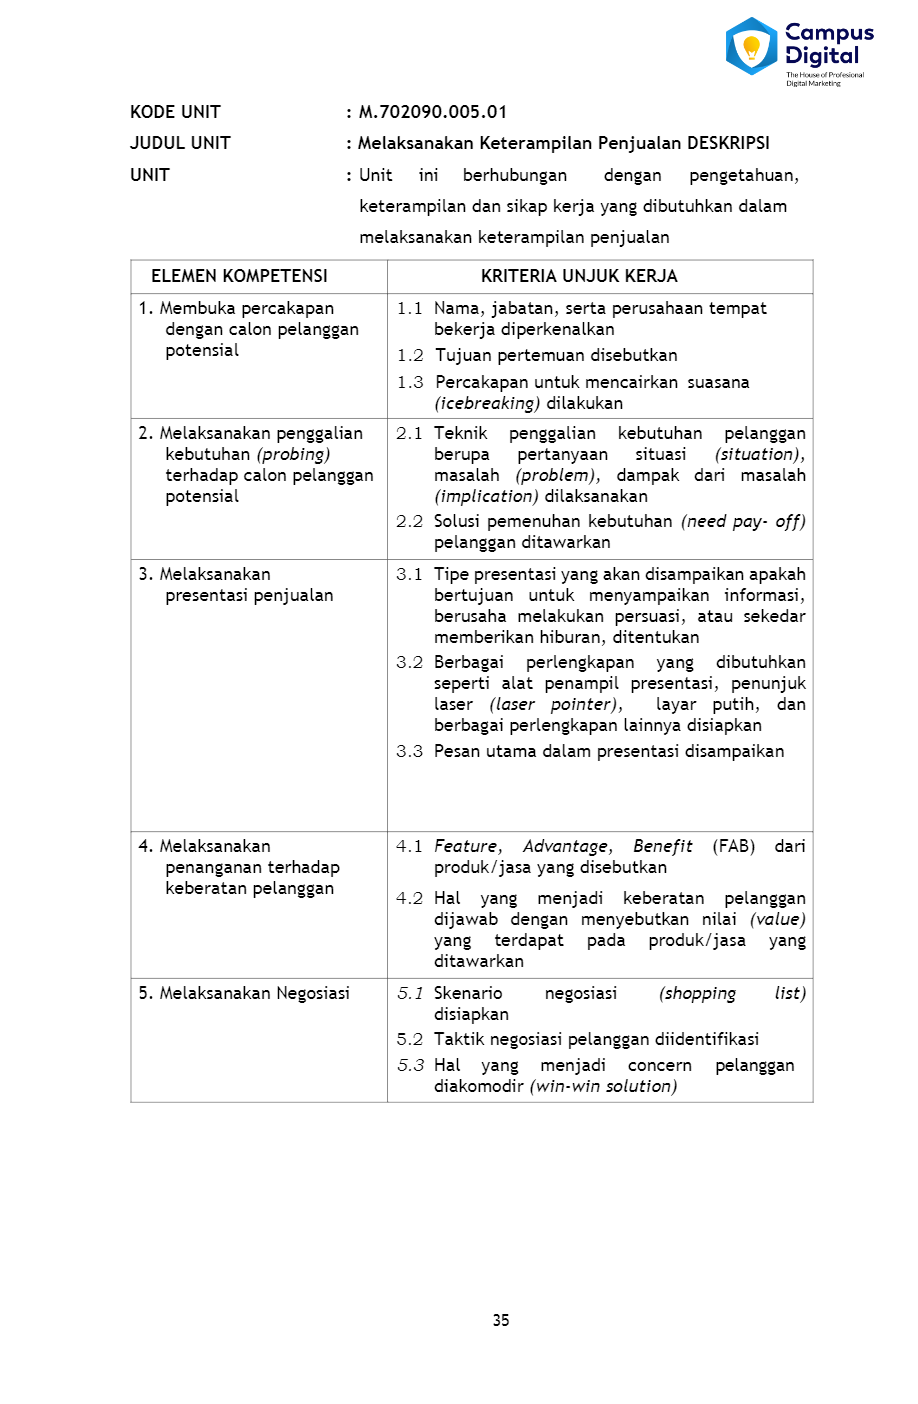 Campus
Digital
The House of Profesional
Digital Marketing
KODE UNIT : M.702090.005.01
JUDUL UNIT : Melaksanakan Keterampilan Penjualan DESKRIPSI
UNIT : Unit ini berhubungan dengan pengetahuan,
keterampilan dan sikap kerja yang dibutuhkan dalam
melaksanakan keterampilan penjualan
ELEMEN KOMPETENSI KRITERIA UNJUK KERJA
1. Membuka percakapan
dengan calon pelanggan
potensial
1.1 Nama, jabatan, serta perusahaan tempat
bekerja diperkenalkan
1.2 Tujuan pertemuan disebutkan
1.3 Percakapan untuk mencairkan suasana
(icebreaking) dilakukan
2. Melaksanakan penggalian
kebutuhan (probing)
terhadap calon pelanggan
potensial
2.1 Teknik penggalian kebutuhan pelanggan
berupa pertanyaan situasi (situation),
masalah (problem), dampak dari masalah
(implication) dilaksanakan
2.2 Solusi pemenuhan kebutuhan (need pay- off)
pelanggan ditawarkan
3. Melaksanakan
presentasi penjualan
3.1 Tipe presentasi yang akan disampaikan apakah
bertujuan untuk menyampaikan informasi,
berusaha melakukan persuasi, atau sekedar
memberikan hiburan, ditentukan
3.2 Berbagai perlengkapan yang dibutuhkan
seperti alat penampil presentasi, penunjuk
laser (laser pointer), layar putih, dan
berbagai perlengkapan lainnya disiapkan
3.3 Pesan utama dalam presentasi disampaikan
4. Melaksanakan
penanganan terhadap
keberatan pelanggan
4.1 Feature, Advantage, Benefit (FAB) dari
produk/jasa yang disebutkan
4.2 Hal yang menjadi keberatan pelanggan
dijawab dengan menyebutkan nilai (value)
yang terdapat pada produk/jasa yang
ditawarkan
5. Melaksanakan Negosiasi
5.1 Skenario negosiasi (shopping list)
disiapkan
5.2 Taktik negosiasi pelanggan diidentifikasi
5.3 Hal yang menjadi concern pelanggan
diakomodir (win-win solution)
35